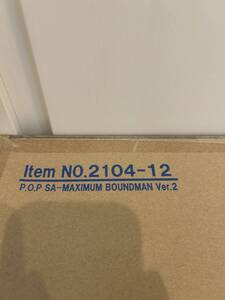 Item NO.2104-12
P.O.P SA-MAXIMUM BOUNDMAN Ver.2